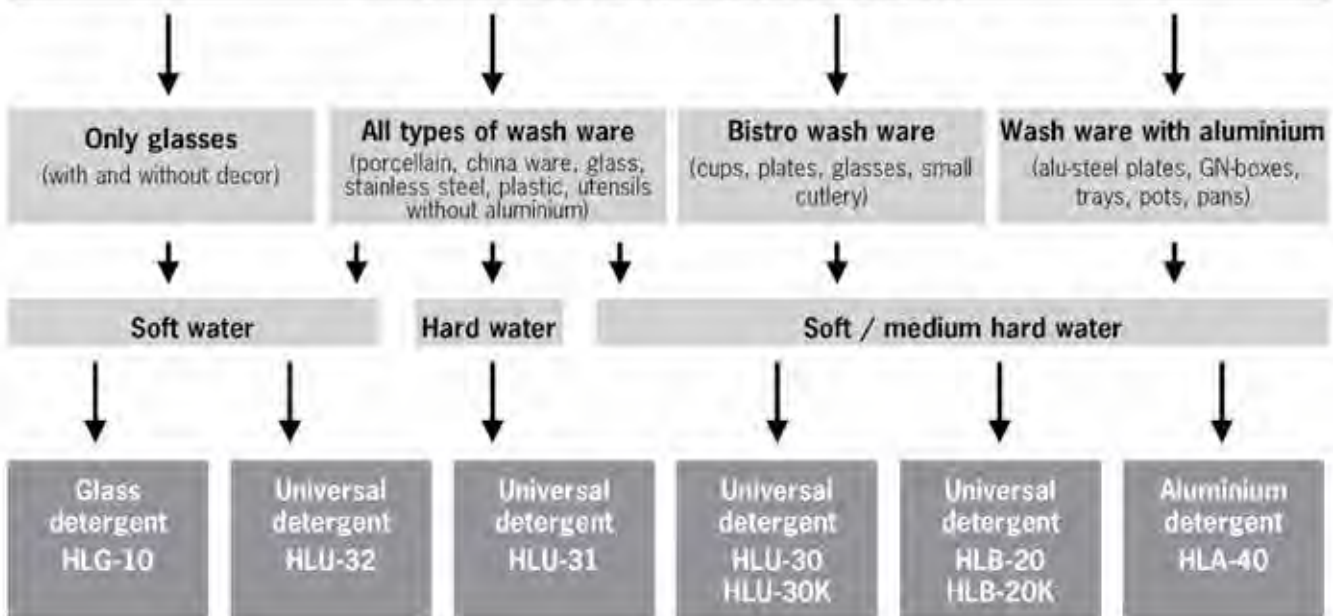 Only glasses
(with and without decor)
All types of wash ware
(porcellain, china ware, glass,
stainless steel, plastic, utensils
without aluminium)
Bistro wash ware
(cups, plates, glasses, small
cutlery)
Wash ware with aluminium
(alu-steel plates, GN-boxes,
trays, pots, pans)
Soft water
Hard water
Soft / medium hard water
Glass
detergent
HLG-10
Universal
detergent
HLU-32
Universal
detergent
HLU-31
Universal
detergent
HLU-30
HLU-30K
Universal
detergent
HLB-20
HLB-20K
Aluminium
detergent
HLA-40